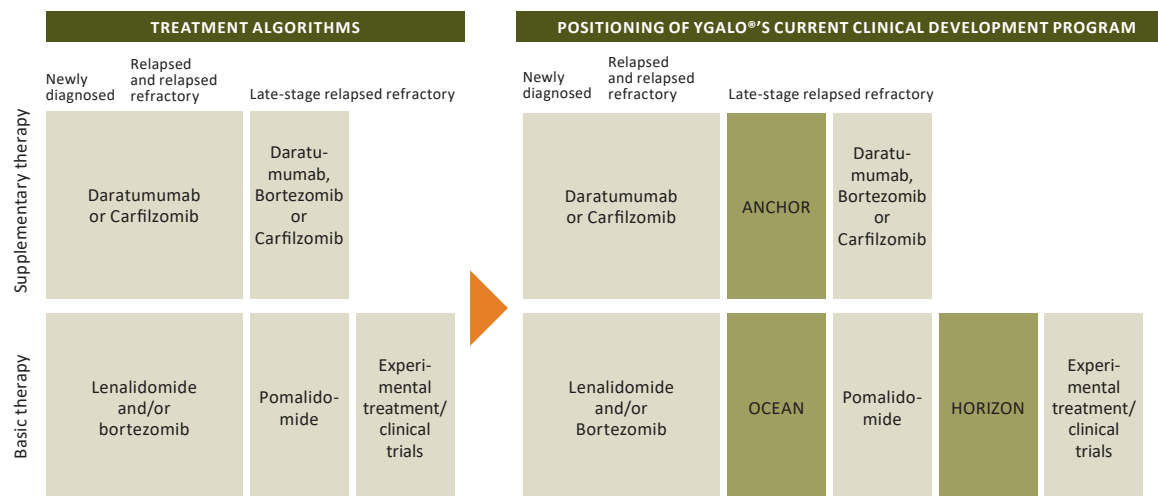 TREATMENT ALGORITHMS
Newly
diagnosed
Relapsed
and relapsed
refractory
Late-stage relapsed refractory
Supplementary therapy
Daratumumab
or Carfilzomib
Daratu-
mumab,
Bortezomib
or
Carfilzomib
Basic therapy
Lenalidomide
and/or
bortezomib
Pomalido-
mide
Experi-
mental
treatment/
clinical
trials
POSITIONING OF YGALO®'S CURRENT CLINICAL DEVELOPMENT PROGRAM
Newly
diagnosed
Relapsed
and relapsed
refractory
Late-stage relapsed refractory
Daratumumab
or Carfilzomib
ANCHOR
Daratu-
mumab,
Bortezomib
or
Carfilzomib
Lenalidomide
and/or
Bortezomib
OCEAN
Pomalido-
mide
HORIZON
Experi-
mental
treatment/
clinical
trials